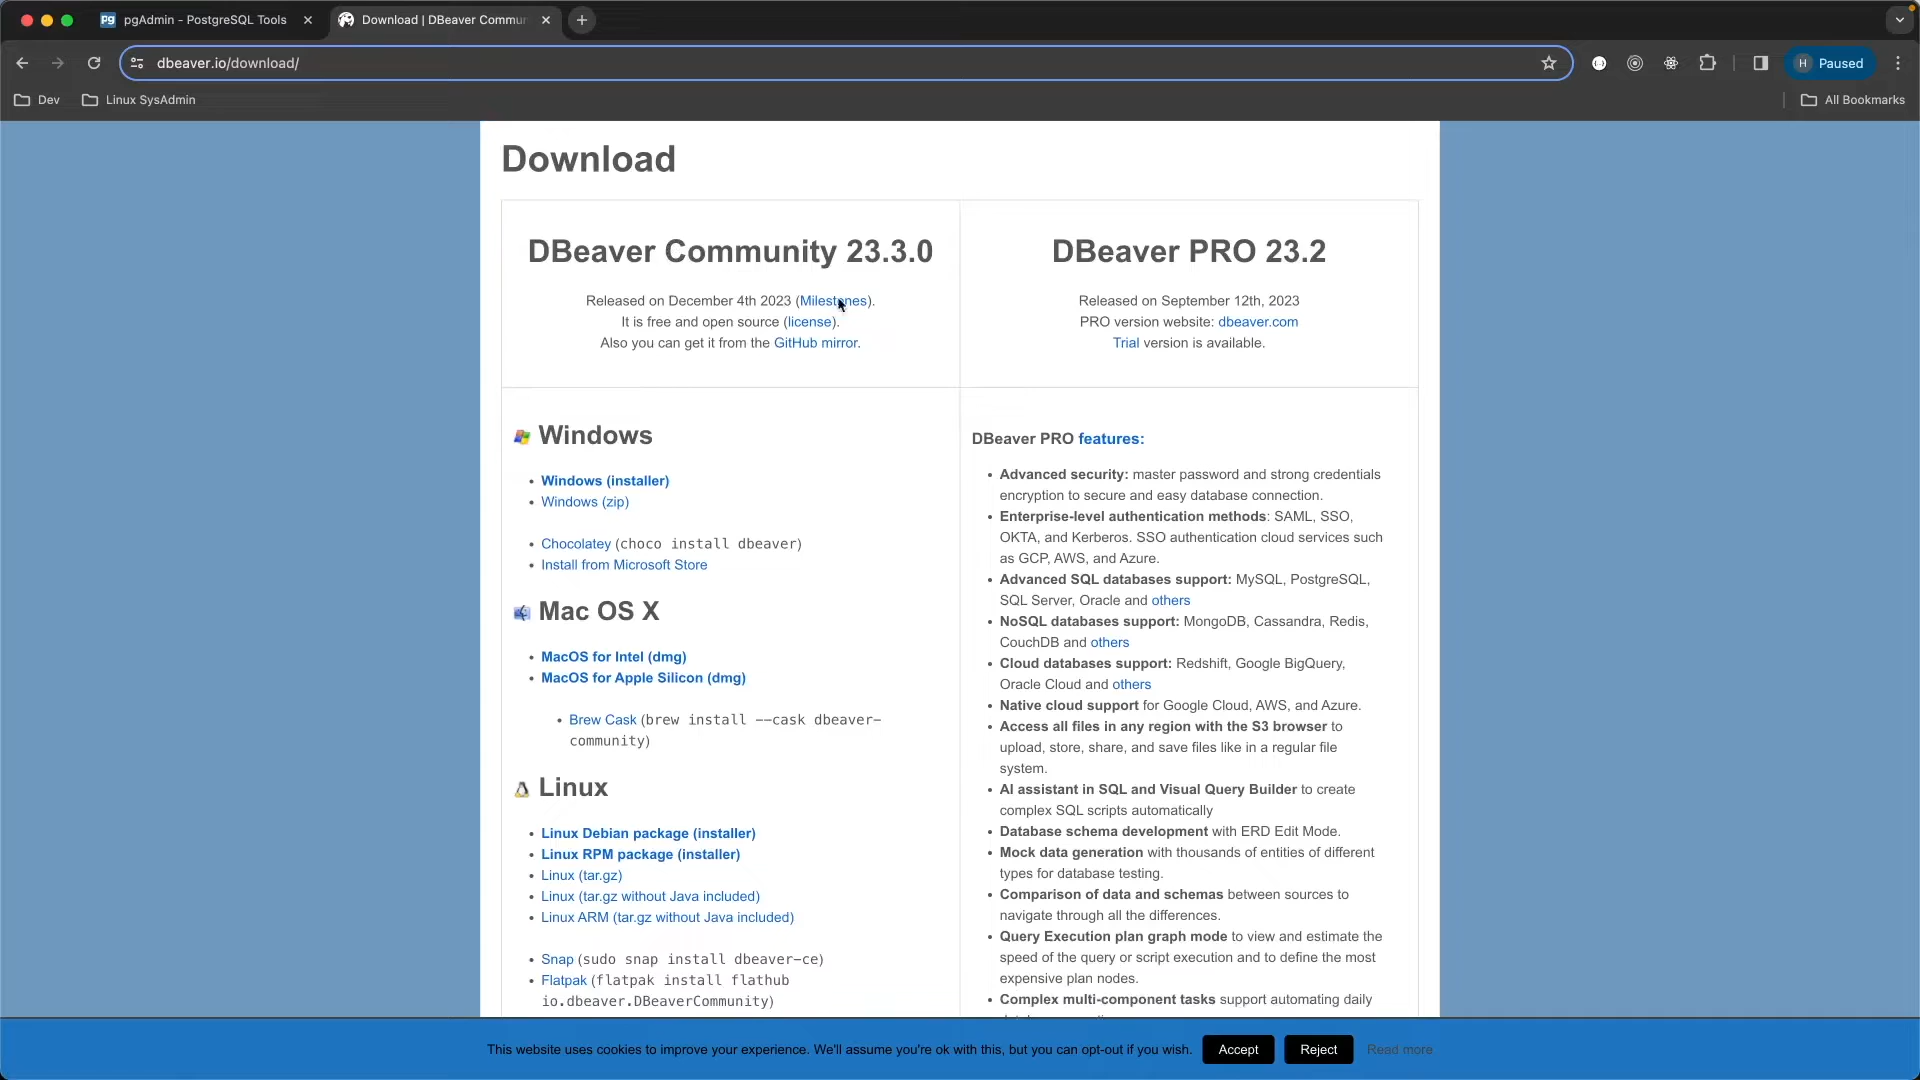 pgAdmin - PostgreSQL Tools
Download | DBeaver Commun
dbeaver.io/download/
H Paused
Dev
Linux SysAdmin
All Bookmarks
Download
DBeaver Community 23.3.0
Released on December 4th 2023 (Milestones).
It is free and open source (license).
Also you can get it from the GitHub mirror.
DBeaver PRO 23.2
Released on September 12th, 2023
PRO version website: dbeaver.com
Trial version is available.
Windows
• Windows (installer)
• Windows (zip)
• Chocolatey (choco install dbeaver)
• Install from Microsoft Store
Mac OS X
• MacOS for Intel (dmg)
• MacOS for Apple Silicon (dmg)
• Brew Cask (brew install --cask dbeaver-
community)
Linux
• Linux Debian package (installer)
• Linux RPM package (installer)
• Linux (tar.gz)
• Linux (tar.gz without Java included)
• Linux ARM (tar.gz without Java included)
• Snap (sudo snap install dbeaver-ce)
• Flatpak (flatpak install flathub
io.dbeaver.DBeaverCommunity)
DBeaver PRO features:
• Advanced security: master password and strong credentials
encryption to secure and easy database connection.
• Enterprise-level authentication methods: SAML, SSO,
OKTA, and Kerberos. SSO authentication cloud services such
as GCP, AWS, and Azure.
• Advanced SQL databases support: MySQL, PostgreSQL,
SQL Server, Oracle and others
• NoSQL databases support: MongoDB, Cassandra, Redis,
CouchDB and others
• Cloud databases support: Redshift, Google BigQuery,
Oracle Cloud and others
• Native cloud support for Google Cloud, AWS, and Azure.
• Access all files in any region with the S3 browser to
upload, store, share, and save files like in a regular file
system.
• AI assistant in SQL and Visual Query Builder to create
complex SQL scripts automatically
• Database schema development with ERD Edit Mode.
• Mock data generation with thousands of entities of different
types for database testing.
• Comparison of data and schemas between sources to
navigate through all the differences.
• Query Execution plan graph mode to view and estimate the
speed of the query or script execution and to define the most
expensive plan nodes.
• Complex multi-component tasks support automating daily
This website uses cookies to improve your experience. We'll assume you're ok with this, but you can opt-out if you wish. Accept Reject Read more